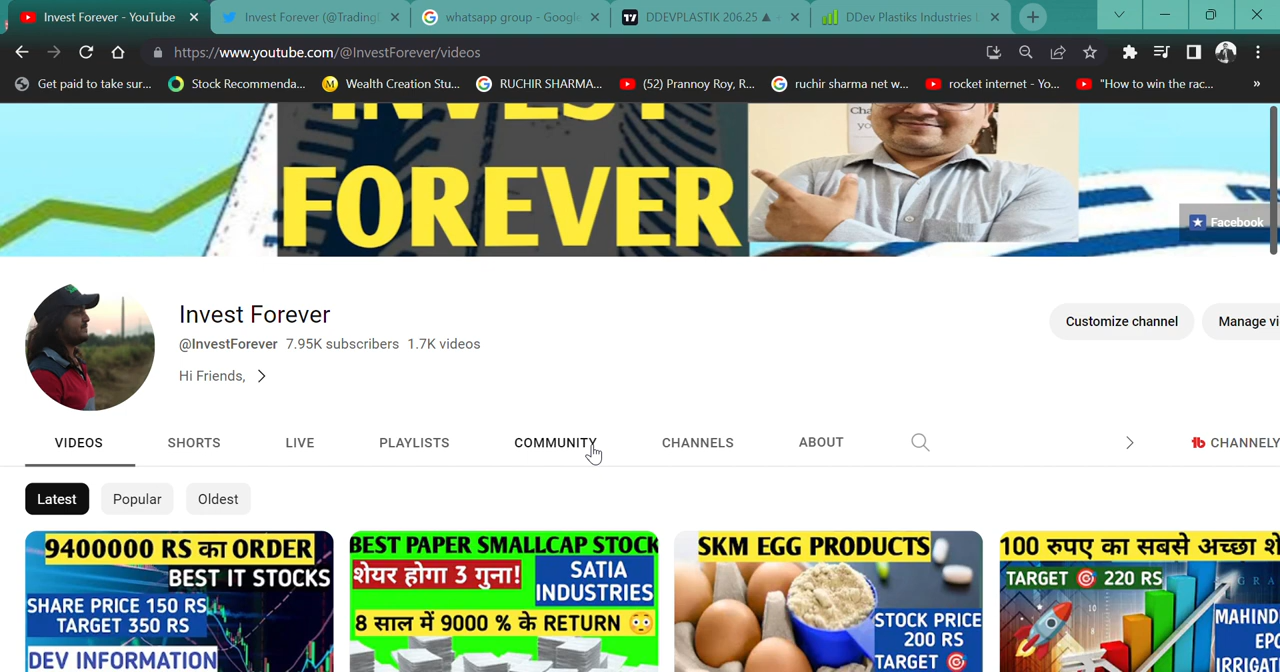 Invest Forever - YouTube
Invest Forever (@Trading
whatsapp group - Google
DDEVPLASTIK 206.25 ▲ -
DDev Plastiks Industries
https://www.youtube.com/@InvestForever/videos
Get paid to take sur...
Stock Recommenda...
Wealth Creation Stu...
RUCHIR SHARMA...
(52) Prannoy Roy, R...
ruchir sharma net w...
rocket internet - Yo...
"How to win the rac...
»
INVEST
FOREVER
Cha
yo
Facebook
Invest Forever
@InvestForever 7.95K subscribers 1.7K videos
Hi Friends,
Customize channel
Manage vi
VIDEOS
SHORTS
LIVE
PLAYLISTS
COMMUNITY
CHANNELS
ABOUT
CHANNELY
Latest
Popular
Oldest
9400000 RS का ORDER
BEST IT STOCKS
SHARE PRICE 150 RS
TARGET 350 RS
DEV INFORMATION
BEST PAPER SMALLCAP STOCK
शेयर होगा 3 गुना!
SATIA
INDUSTRIES
8 साल में 9000 % के RETURN
SKM EGG PRODUCTS
STOCK PRICE
200 RS
TARGET
100 रुपए का सबसे अच्छा शे
TARGET 220 RS
MAHIND
EPC
IRRIGAT